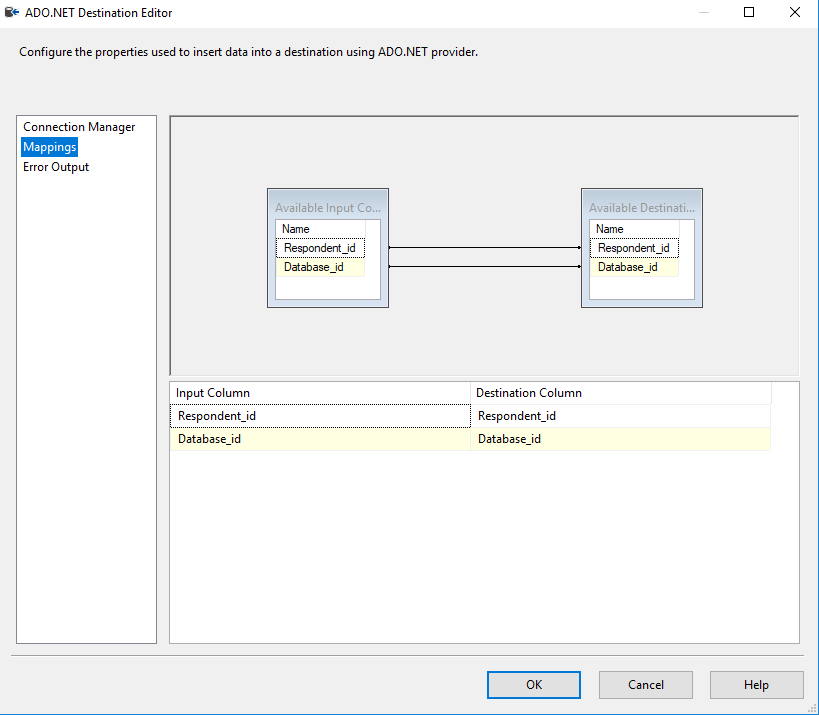 ADO.NET Destination Editor
Configure the properties used to insert data into a destination using ADO.NET provider.
Connection Manager
Mappings
Error Output
Available Input Co...
Name
Respondent_id
Database_id
Available Destinati...
Name
Respondent_id
Database_id
Input Column Destination Column
Respondent_id Respondent_id
Database_id Database_id
OK Cancel Help